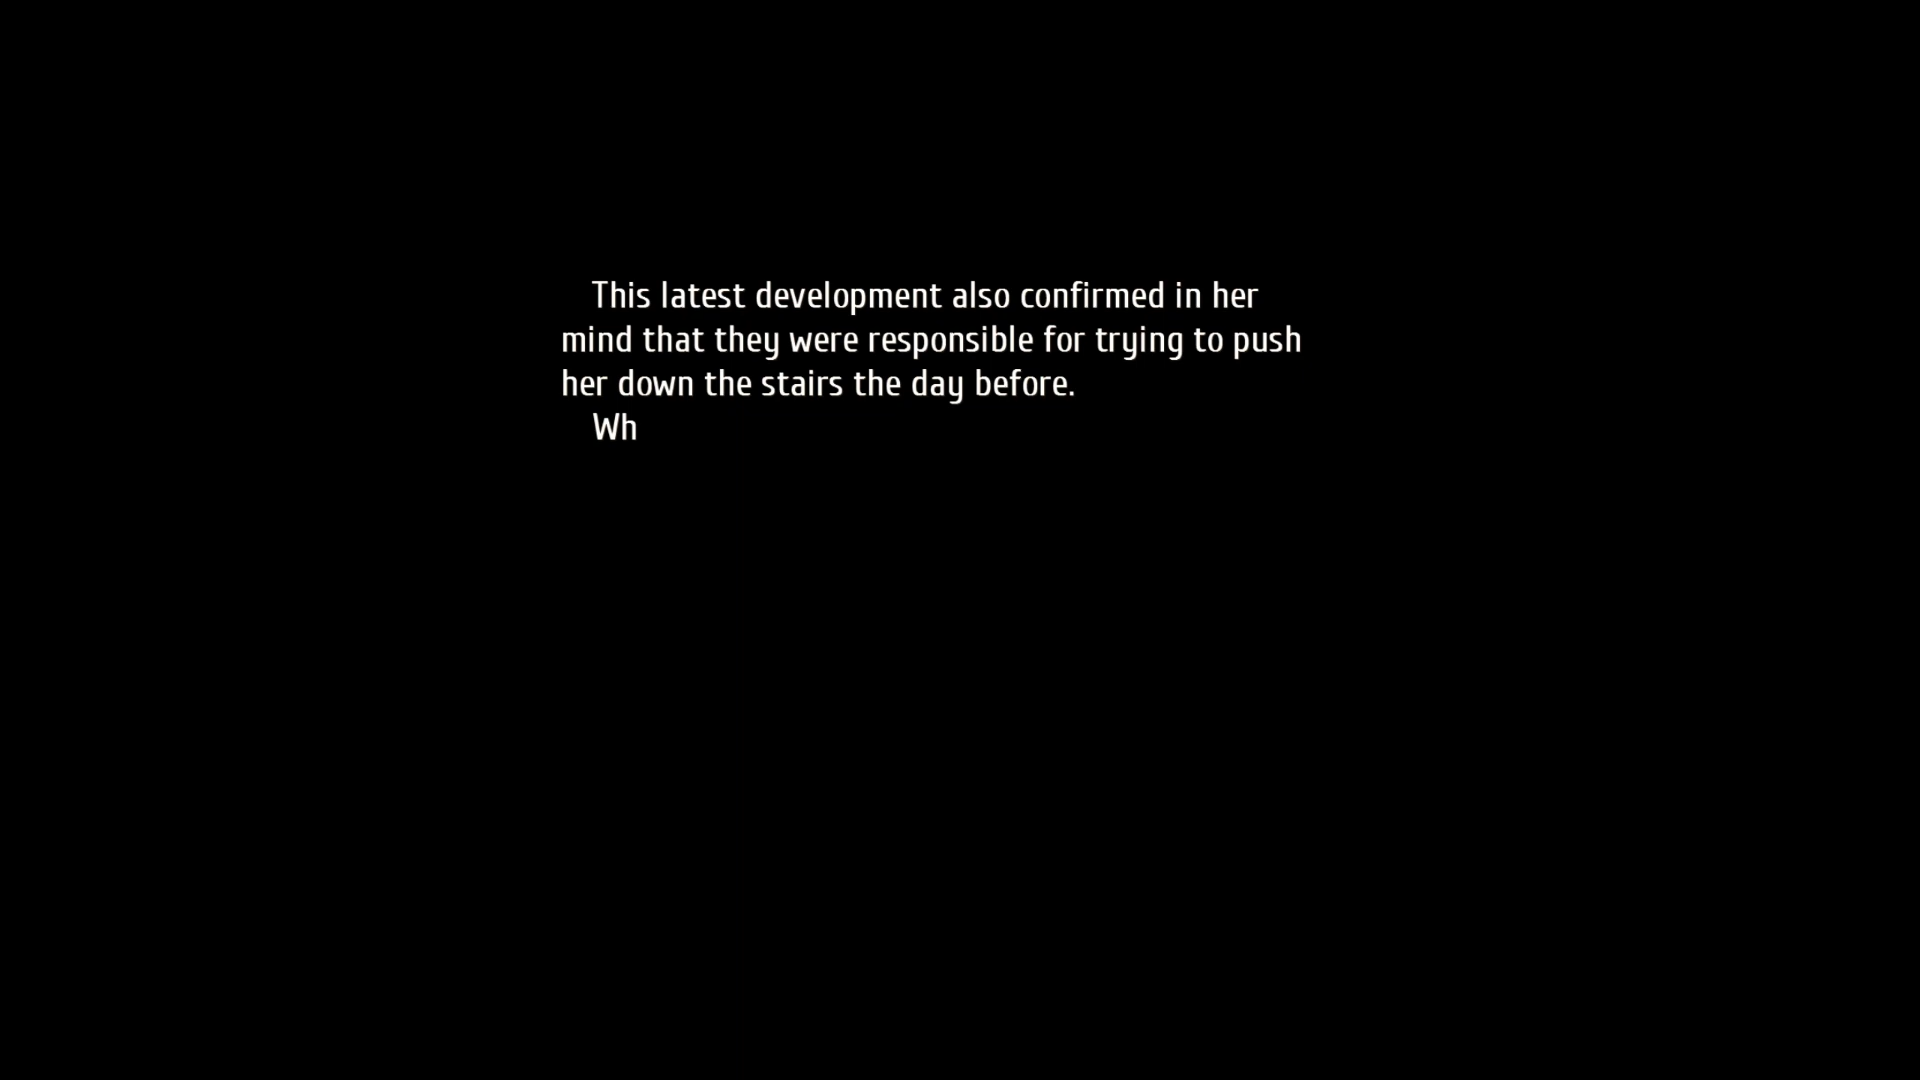 This latest development also confirmed in her
mind that they were responsible for trying to push
her down the stairs the day before.
Wh